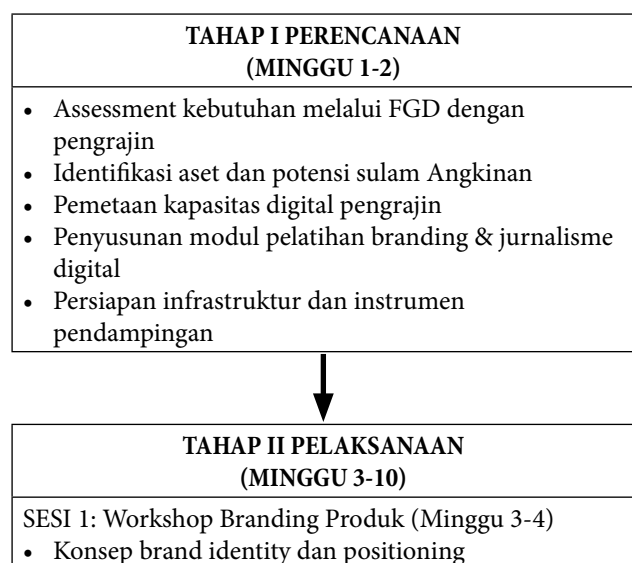 TAHAP I PERENCANAAN
(MINGGU 1-2)
• Assessment kebutuhan melalui FGD dengan
pengrajin
• Identifikasi aset dan potensi sulam Angkinan
• Pemetaan kapasitas digital pengrajin
• Penyusunan modul pelatihan branding & jurnalisme
digital
• Persiapan infrastruktur dan instrumen
pendampingan
TAHAP II PELAKSANAAN
(MINGGU 3-10)
SESI 1: Workshop Branding Produk (Minggu 3-4)
• Konsep brand identity dan positioning